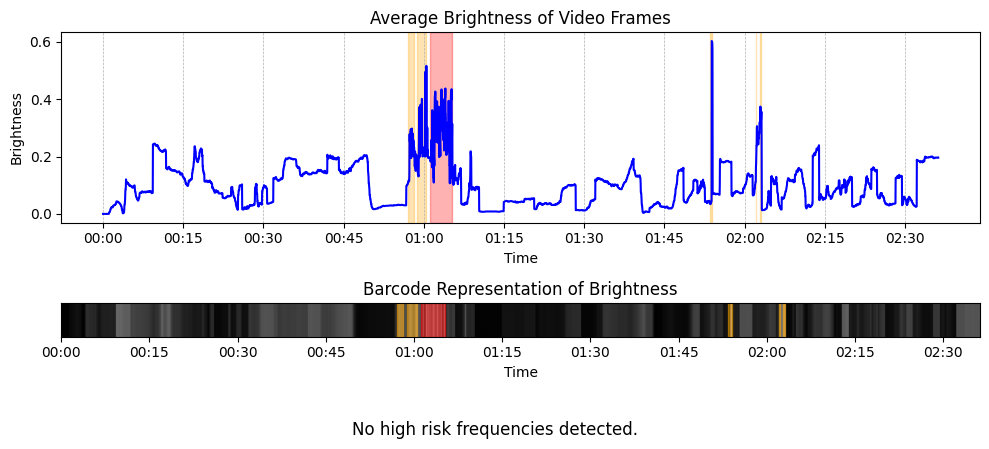 Average Brightness of Video Frames
0.6
0.4
0.2
0.0
Brightness
00:00 00:15 00:30 00:45 01:00 01:15 01:30 01:45 02:00 02:15 02:30
Time
Barcode Representation of Brightness
00:00 00:15 00:30 00:45 01:00 01:15 01:30 01:45 02:00 02:15 02:30
Time
No high risk frequencies detected.